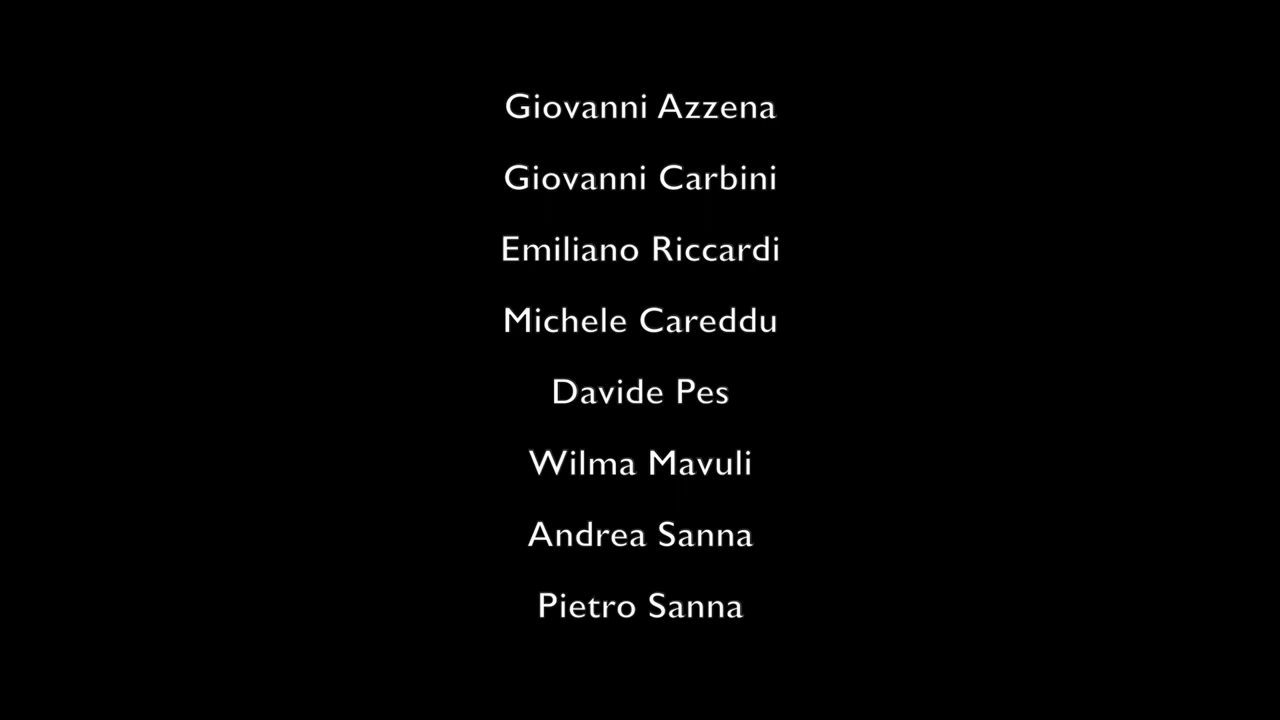 Giovanni Azzena
Giovanni Carbini
Emiliano Riccardi
Michele Careddu
Davide Pes
Wilma Mavuli
Andrea Sanna
Pietro Sanna